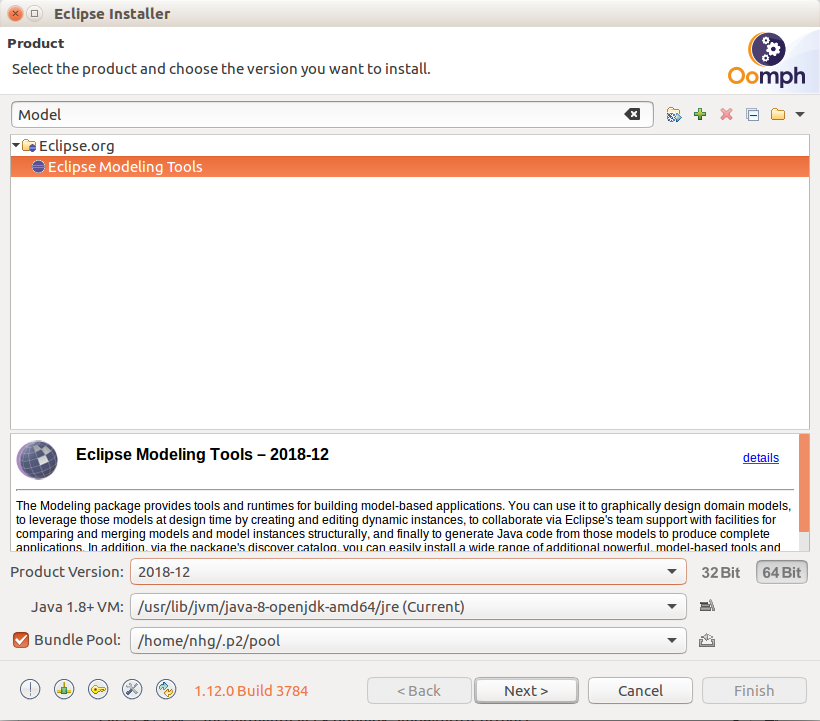 Eclipse Installer
Product
Select the product and choose the version you want to install.
Oomph
Model
Eclipse.org
Eclipse Modeling Tools
Eclipse Modeling Tools – 2018-12
details
The Modeling package provides tools and runtimes for building model-based applications. You can use it to graphically design domain models,
to leverage those models at design time by creating and editing dynamic instances, to collaborate via Eclipse's team support with facilities for
comparing and merging models and model instances structurally, and finally to generate Java code from those models to produce complete
applications. In addition, via the package's discover catalog, you can easily install a wide range of additional powerful, model-based tools and
Product Version: 2018-12 32 Bit 64 Bit
Java 1.8+ VM: /usr/lib/jvm/java-8-openjdk-amd64/jre (Current)
Bundle Pool: /home/nhg/.p2/pool
1.12.0 Build 3784 < Back Next > Cancel Finish